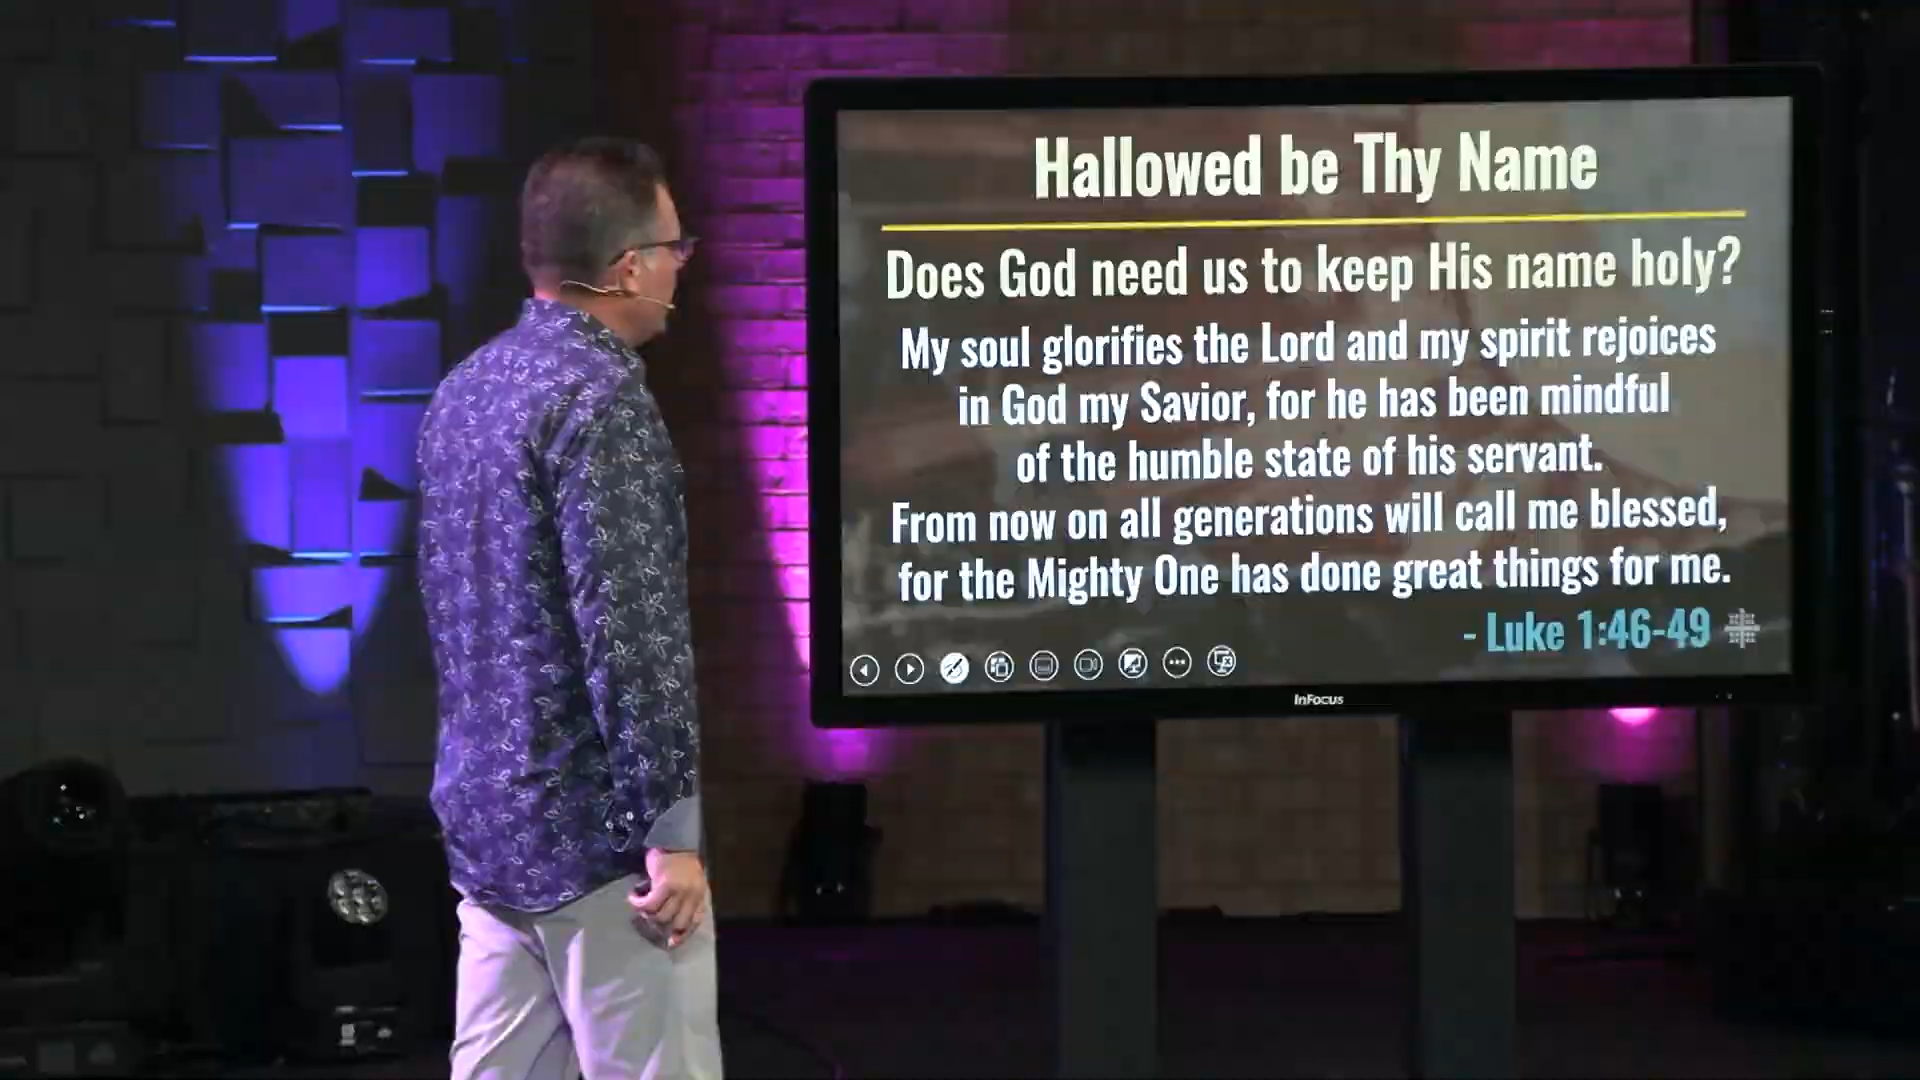 Hallowed be Thy Name
Does God need us to keep His name holy?
My soul glorifies the Lord and my spirit rejoices
in God my Savior, for he has been mindful
of the humble state of his servant.
From now on all generations will call me blessed,
for the Mighty One has done great things for me.
- Luke 1:46-49
InFocus